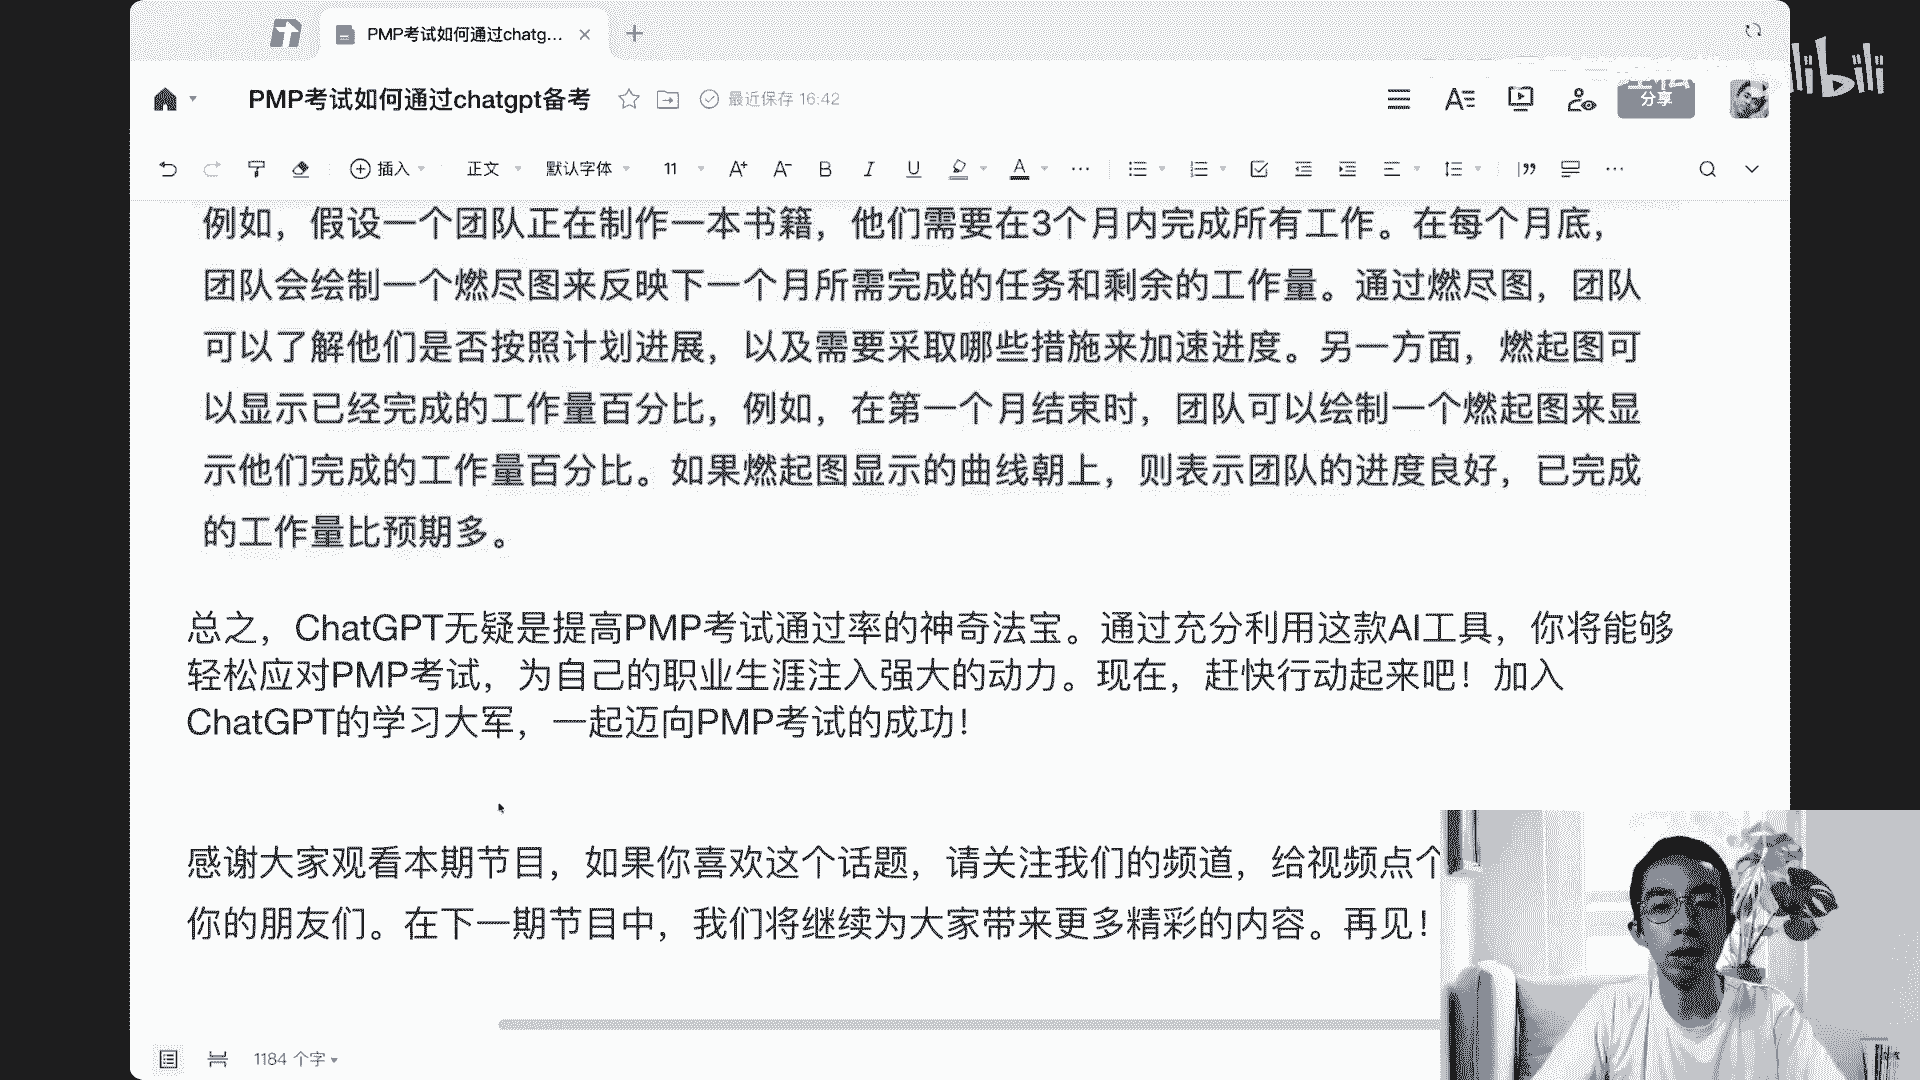 PMP考试如何通过chatg...
PMP考试如何通过chatgpt备考
最近保存 16:42
分享
libili
插入
正文
默认字体
11
例如，假设一个团队正在制作一本书籍，他们需要在3个月内完成所有工作。在每个月底，
团队会绘制一个燃尽图来反映下一个月所需完成的任务和剩余的工作量。通过燃尽图，团队
可以了解他们是否按照计划进展，以及需要采取哪些措施来加速进度。另一方面，燃起图可
以显示已经完成的工作量百分比，例如，在第一个月结束时，团队可以绘制一个燃起图来显
示他们完成的工作量百分比。如果燃起图显示的曲线朝上，则表示团队的进度良好，已完成
的工作量比预期多。
总之，ChatGPT无疑是提高PMP考试通过率的神奇法宝。通过充分利用这款AI工具，你将能够
轻松应对PMP考试，为自己的职业生涯注入强大的动力。现在，赶快行动起来吧！加入
ChatGPT的学习大军，一起迈向PMP考试的成功！
感谢大家观看本期节目，如果你喜欢这个话题，请关注我们的频道，给视频点个
你的朋友们。在下一期节目中，我们将继续为大家带来更多精彩的内容。再见！
1184 个字